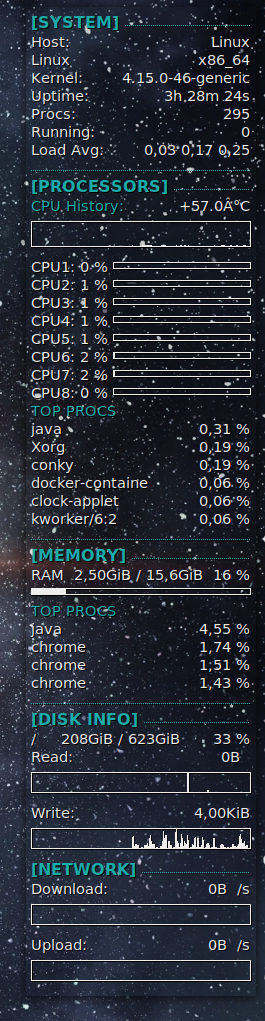 [SYSTEM]
Host: Linux
Linux x86_64
Kernel: 4.15.0-46-generic
Uptime: 3h 28m 24s
Procs: 295
Running: 0
Load Avg: 0,03 0,17 0,25
[PROCESSORS]
CPU History: +57.0Â°C
CPU1: 0 %
CPU2: 1 %
CPU3: 1 %
CPU4: 1 %
CPU5: 1 %
CPU6: 2 %
CPU7: 2 %
CPU8: 0 %
TOP PROCS
java 0,31 %
Xorg 0,19 %
conky 0,19 %
docker-containe 0,06 %
clock-applet 0,06 %
kworker/6:2 0,06 %
[MEMORY]
RAM 2,50GiB / 15,6GiB 16 %
TOP PROCS
java 4,55 %
chrome 1,74 %
chrome 1,51 %
chrome 1,43 %
[DISK INFO]
/ 208GiB / 623GiB 33 %
Read: 0B
Write: 4,00KiB
[NETWORK]
Download: 0B /s
Upload: 0B /s